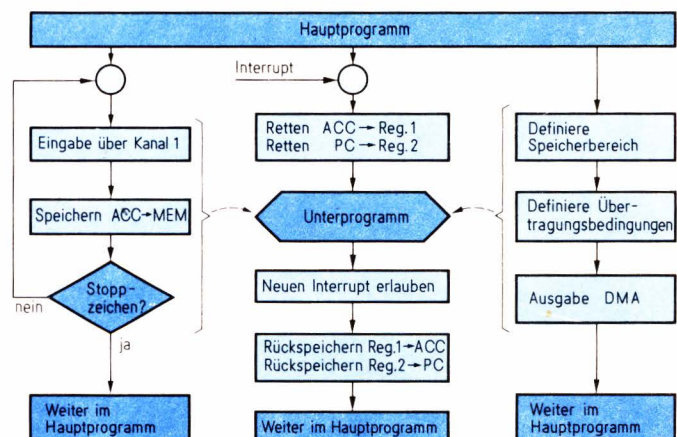 Hauptprogramm
Interrupt
Eingabe über Kanal 1
Speichern ACC→MEM
Stopp-
zeichen?
nein
ja
Weiter im
Hauptprogramm
Retten ACC→Reg.1
Retten PC→Reg.2
Unterprogramm
Neuen Interrupt erlauben
Rückspeichern Reg.1→ACC
Rückspeichern Reg.2→PC
Weiter im Hauptprogramm
Definiere
Speicherbereich
Definiere Über-
tragungsbedingungen
Ausgabe DMA
Weiter im
Hauptprogramm